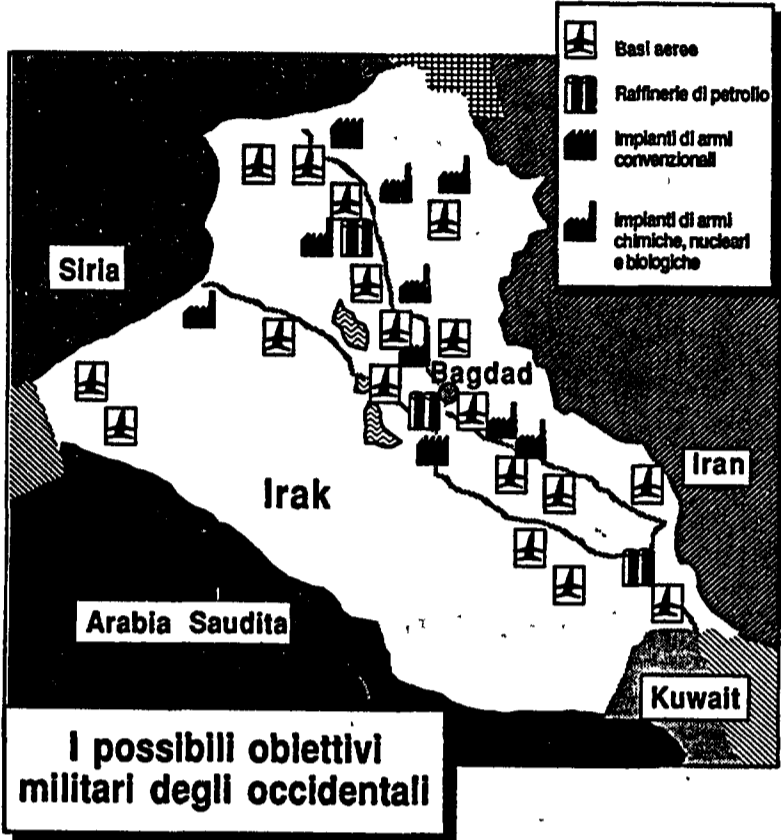 Basi aeree
Raffinerie di petrolio
Impianti di armi
convenzionali
Impianti di armi
chimiche, nucleari
e biologiche
Siria
Bagdad
Iran
Irak
Arabia Saudita
Kuwait
I possibili obiettivi
militari degli occidentali